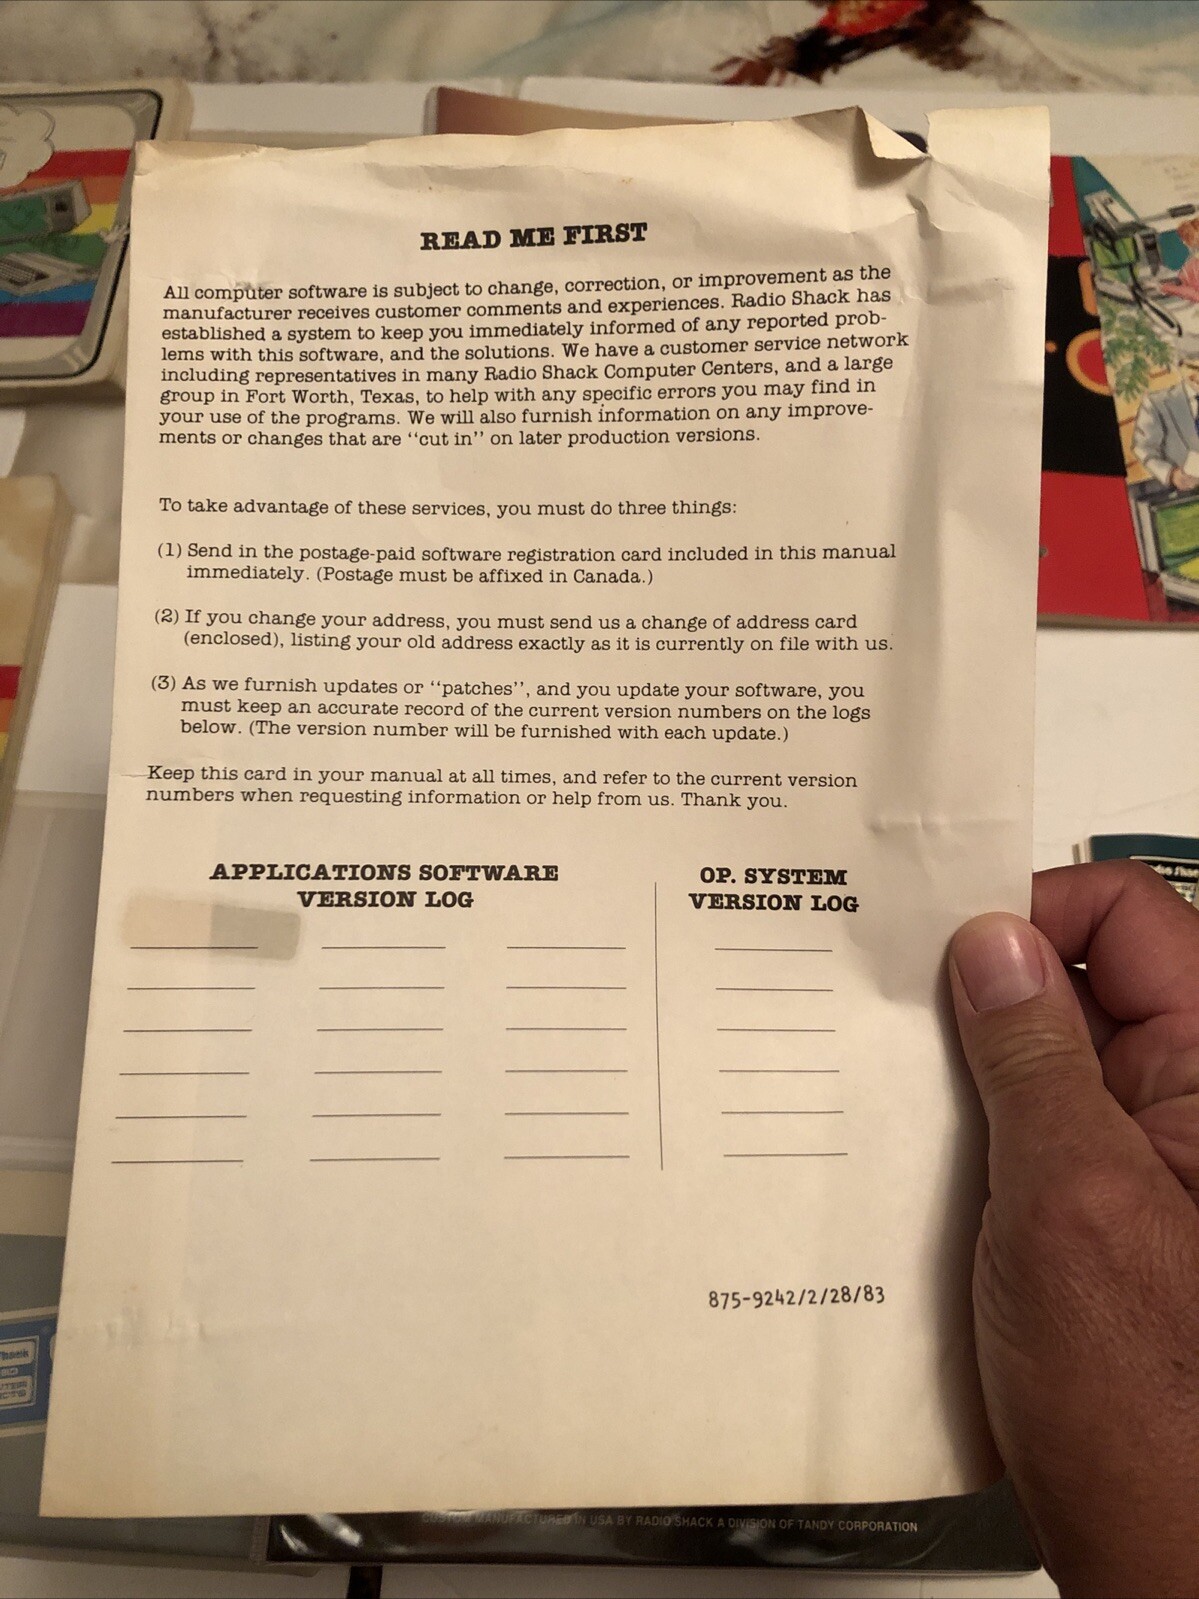 READ ME FIRST
All computer software is subject to change, correction, or improvement as the
manufacturer receives customer comments and experiences. Radio Shack has
established a system to keep you immediately informed of any reported prob-
lems with this software, and the solutions. We have a customer service network
including representatives in many Radio Shack Computer Centers, and a large
group in Fort Worth, Texas, to help with any specific errors you may find in
your use of the programs. We will also furnish information on any improve-
ments or changes that are "cut in" on later production versions.
To take advantage of these services, you must do three things:
(1) Send in the postage-paid software registration card included in this manual
immediately. (Postage must be affixed in Canada.)
(2) If you change your address, you must send us a change of address card
(enclosed), listing your old address exactly as it is currently on file with us.
(3) As we furnish updates or "patches", and you update your software, you
must keep an accurate record of the current version numbers on the logs
below. (The version number will be furnished with each update.)
Keep this card in your manual at all times, and refer to the current version
numbers when requesting information or help from us. Thank you.
APPLICATIONS SOFTWARE
VERSION LOG
OP. SYSTEM
VERSION LOG
875-9242/2/28/83
CUSTOM MANUFACTURED IN USA BY RADIO SHACK A DIVISION OF TANDY CORPORATION